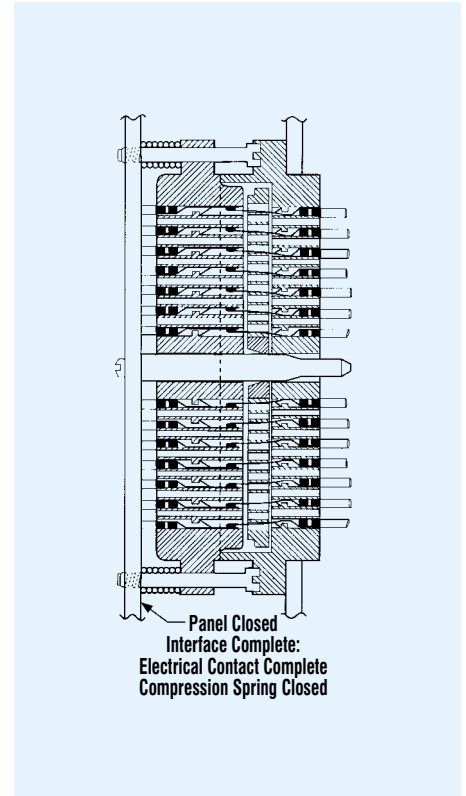 Panel Closed
Interface Complete:
Electrical Contact Complete
Compression Spring Closed